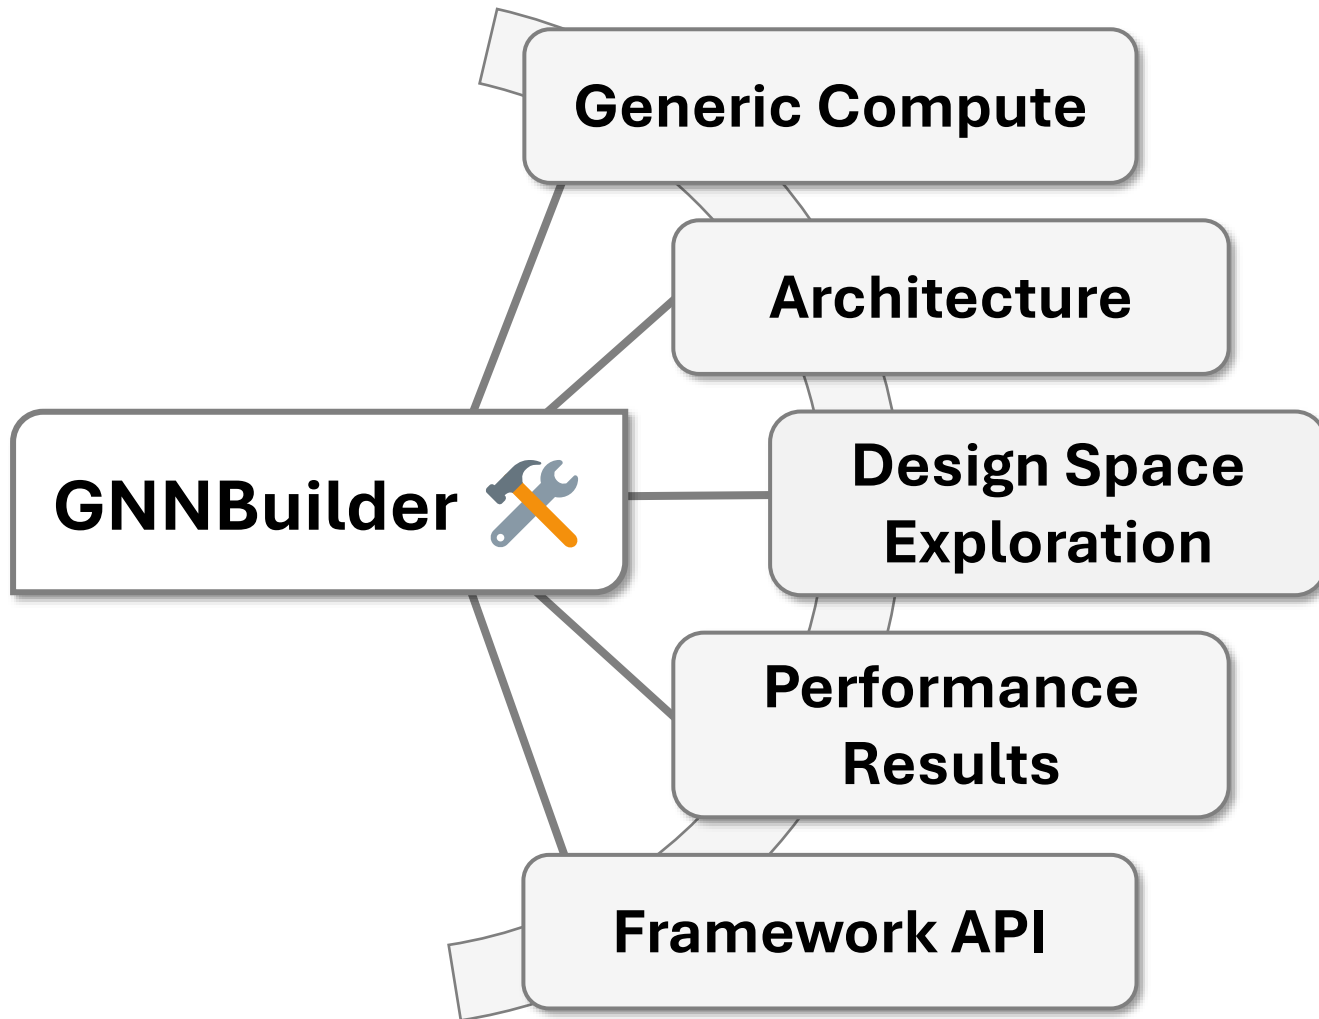 Generic Compute
Architecture
GNNBuilder
Design Space
Exploration
Performance
Results
Framework API